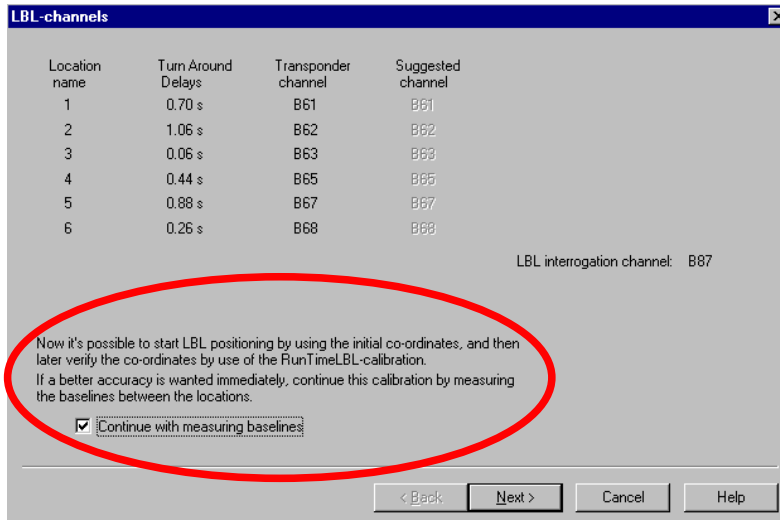 LBL-channels
Location name Turn Around Delays Transponder channel Suggested channel
1 0.70 s B61 B61
2 1.06 s B62 B62
3 0.06 s B63 B63
4 0.44 s B65 B65
5 0.88 s B67 B67
6 0.26 s B68 B68
LBL interrogation channel: B87
Now it's possible to start LBL positioning by using the initial co-ordinates, and then
later verify the co-ordinates by use of the RunTimeLBL-calibration.
If a better accuracy is wanted immediately, continue this calibration by measuring
the baselines between the locations.
Continue with measuring baselines
< Back Next > Cancel Help